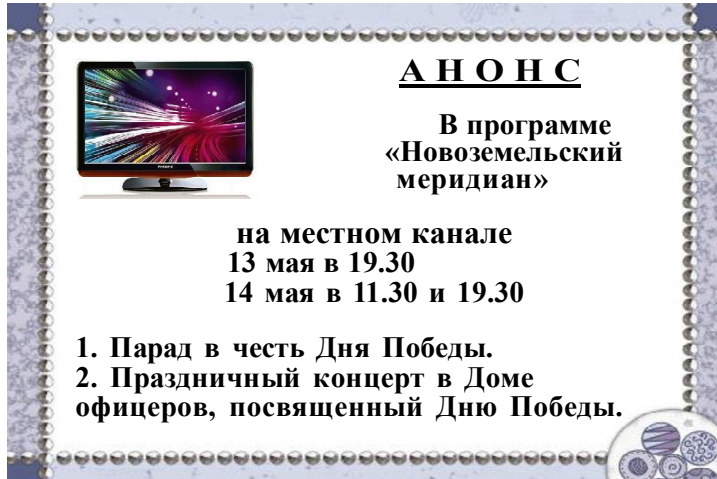 А Н О Н С
В программе
«Новоземельский
меридиан»
на местном канале
13 мая в 19.30
14 мая в 11.30 и 19.30
1. Парад в честь Дня Победы.
2. Праздничный концерт в Доме
офицеров, посвященный Дню Победы.